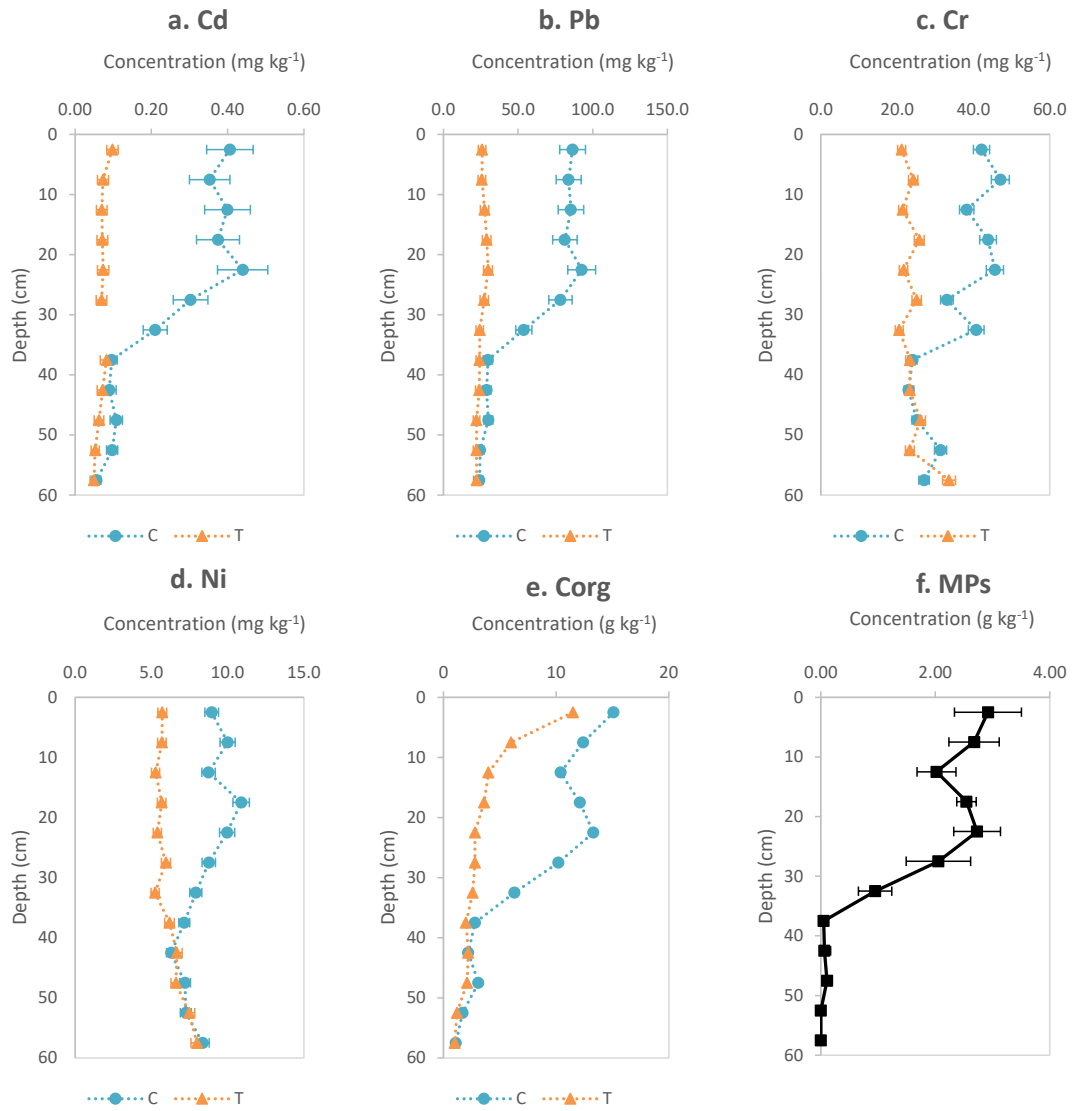 a. Cd
Concentration (mg kg⁻¹)
0.00 0.20 0.40 0.60
0
10
20
30
40
50
60
Depth (cm)
C T
b. Pb
Concentration (mg kg⁻¹)
0.0 50.0 100.0 150.0
0
10
20
30
40
50
60
Depth (cm)
C T
c. Cr
Concentration (mg kg⁻¹)
0.0 20.0 40.0 60.0
0
10
20
30
40
50
60
Depth (cm)
C T
d. Ni
Concentration (mg kg⁻¹)
0.0 5.0 10.0 15.0
0
10
20
30
40
50
60
Depth (cm)
C T
e. Corg
Concentration (g kg⁻¹)
0 10 20
0
10
20
30
40
50
60
Depth (cm)
C T
f. MPs
Concentration (g kg⁻¹)
0.00 2.00 4.00
0
10
20
30
40
50
60
Depth (cm)